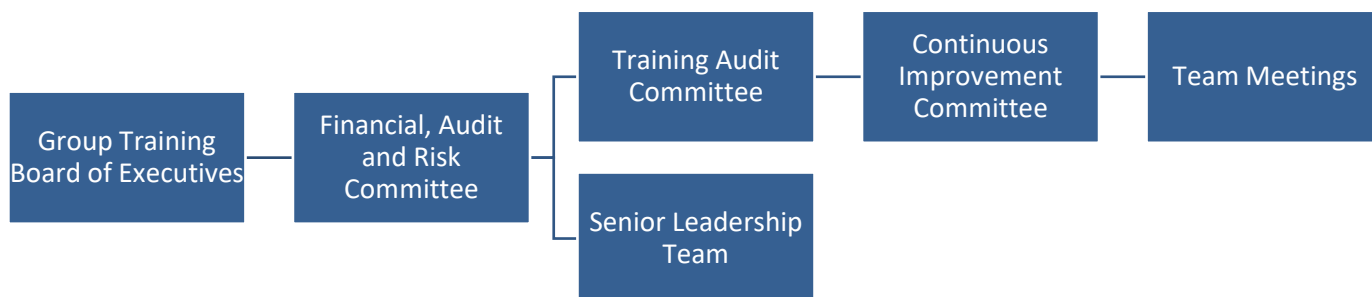 Group Training
Board of Executives
Financial, Audit
and Risk
Committee
Training Audit
Committee
Continuous
Improvement
Committee
Team Meetings
Senior Leadership
Team